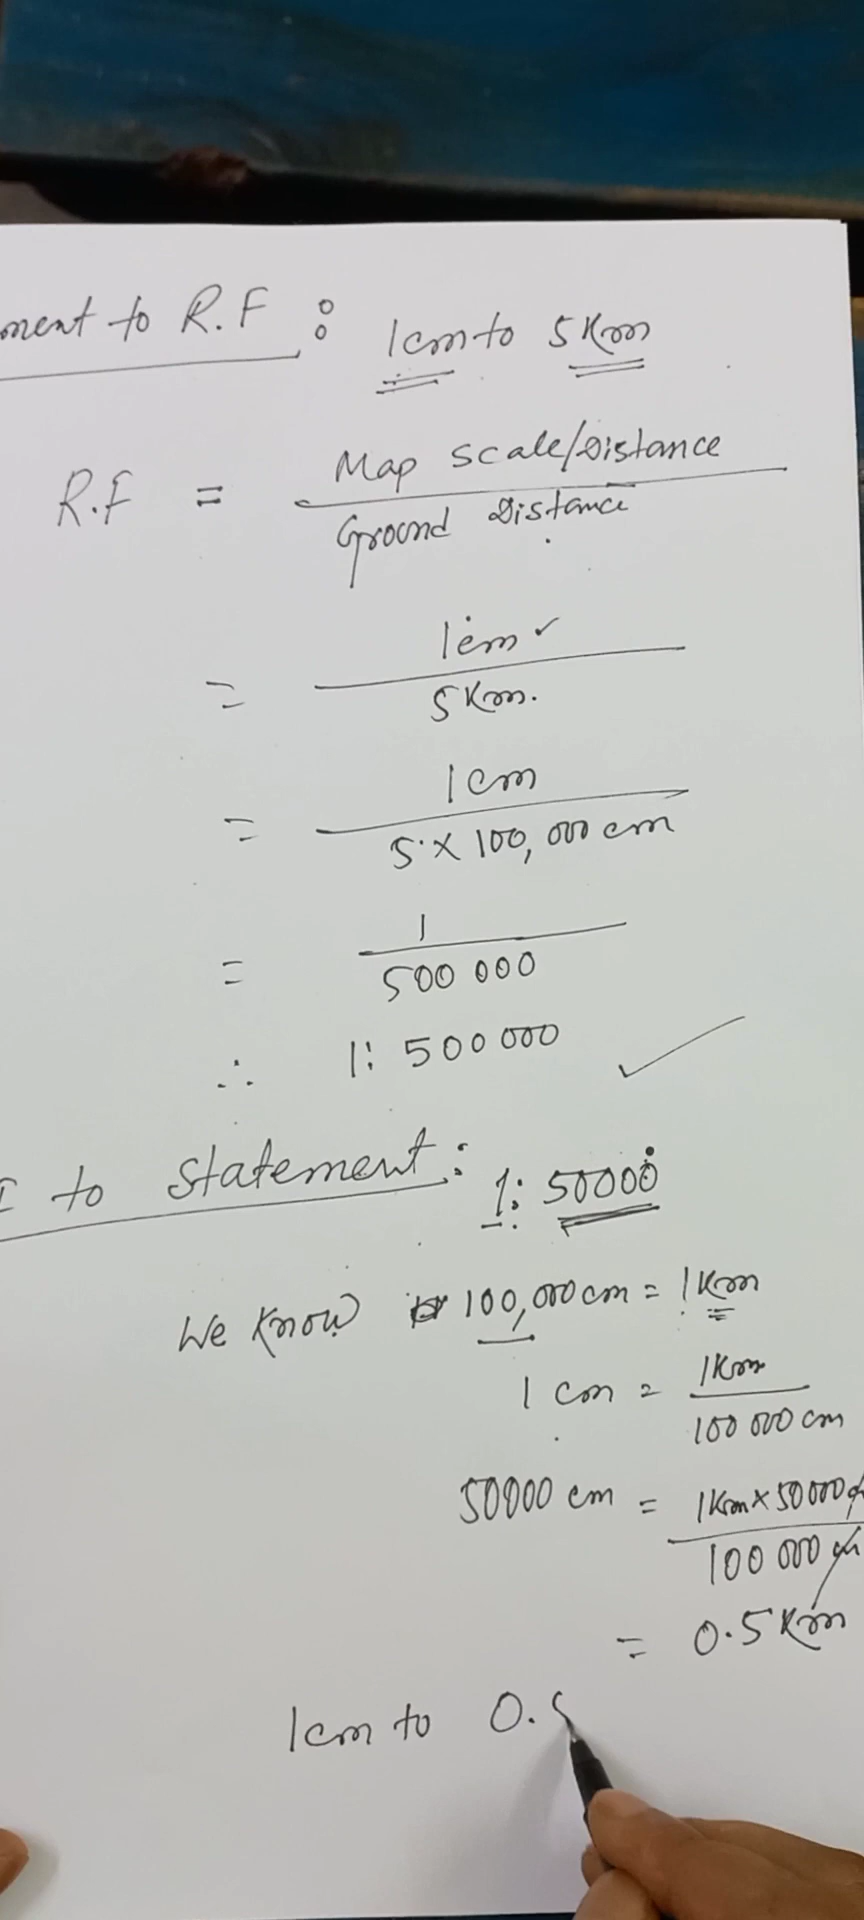 ment to R.F : 1cm to 5Km
R.F = Map scale/Distance
Ground Distance
= 1cm ✓
5Km.
= 1cm
5 × 100,000 cm
= 1
500 000
∴ 1: 500 000 ✓
to Statement: 1: 50000
We Know 100,000 cm = 1Km
1 cm = 1Km
100 000 cm
50000 cm = 1Km × 50000
100 000 cm
= 0.5 Km
1cm to 0.5